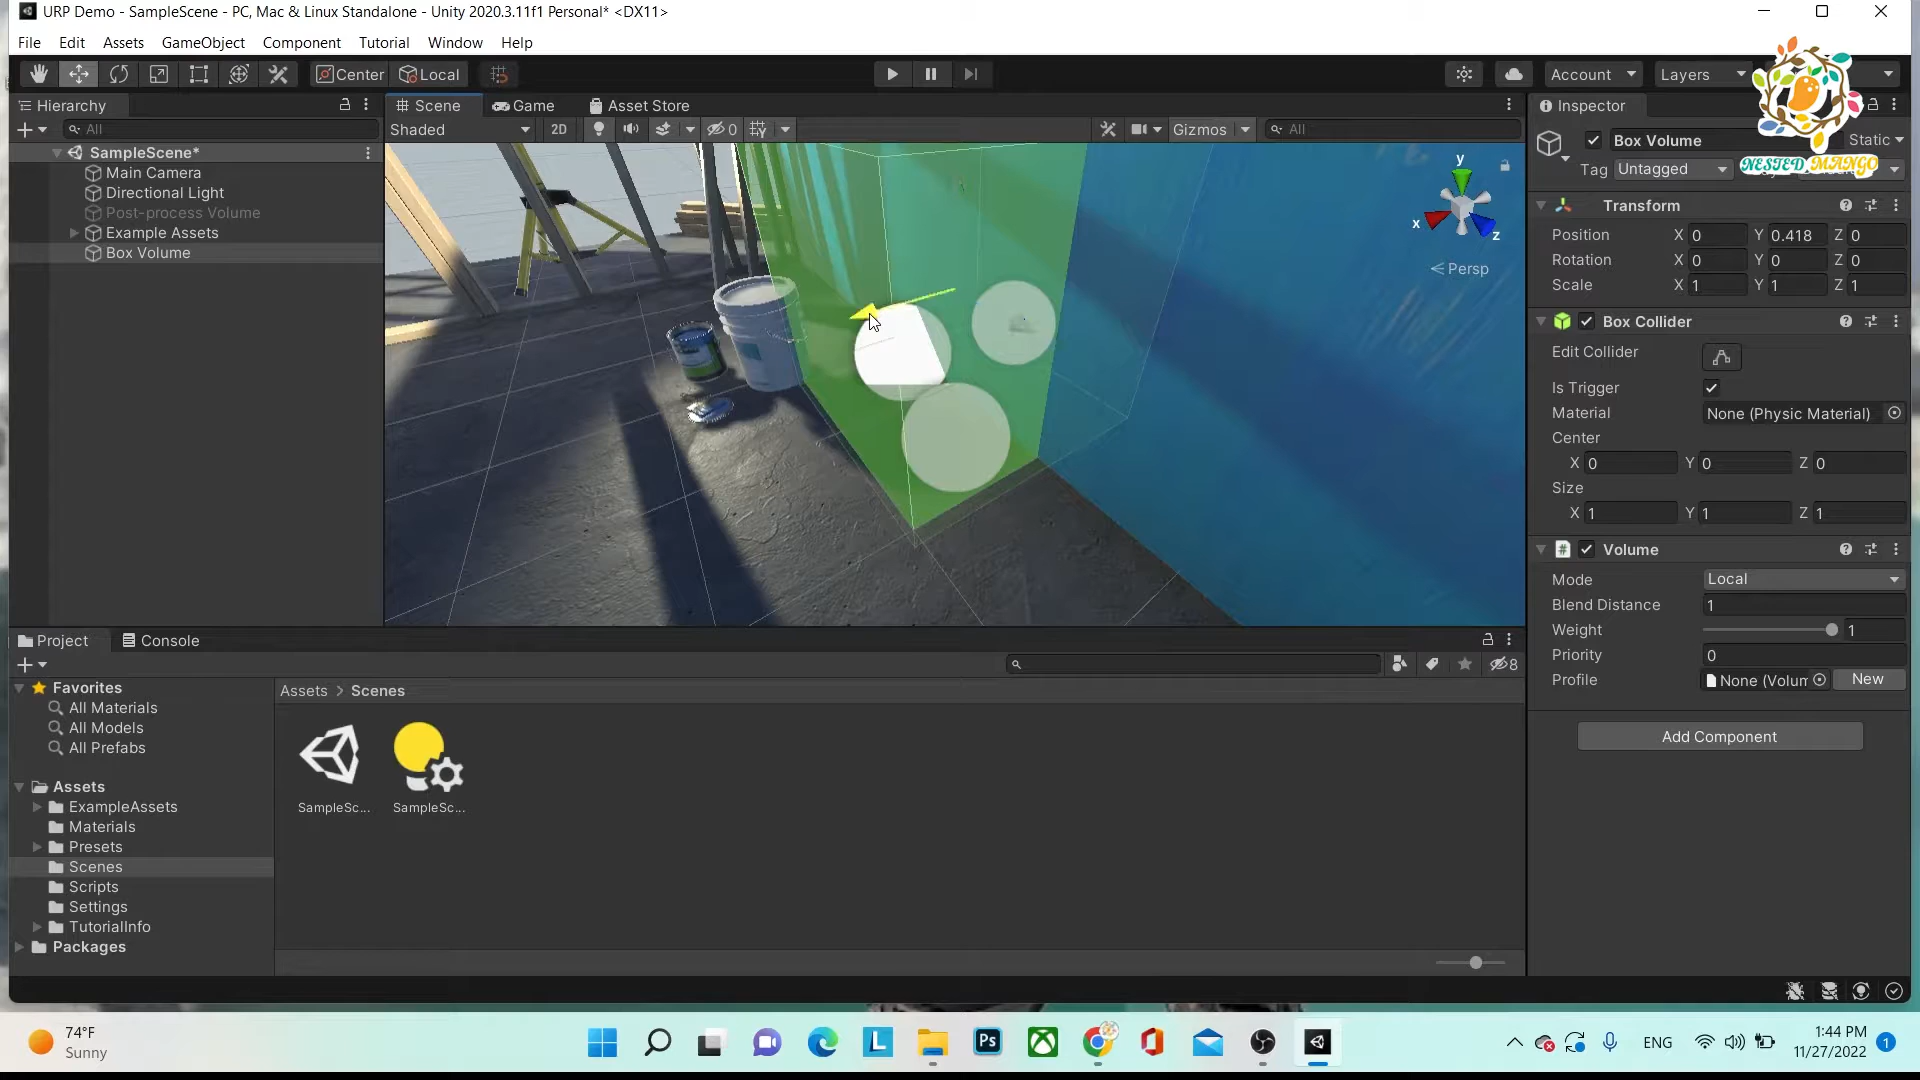 URP Demo - SampleScene - PC, Mac & Linux Standalone - Unity 2020.3.11f1 Personal* <DX11>
File Edit Assets GameObject Component Tutorial Window Help
Center Local Account Layers
Hierarchy Scene Game Asset Store Inspector
All Shaded 2D 0 Gizmos All
SampleScene*
Main Camera
Directional Light
Post-process Volume
Example Assets
Box Volume
y
x
z
Persp
NESTED MANGO
Box Volume Static
Tag Untagged
Transform
Position X 0 Y 0.418 Z 0
Rotation X 0 Y 0 Z 0
Scale X 1 Y 1 Z 1
Box Collider
Edit Collider
Is Trigger
Material None (Physic Material)
Center
X 0 Y 0 Z 0
Size
X 1 Y 1 Z 1
Volume
Mode Local
Blend Distance 1
Weight 1
Priority 0
Profile None (Volum New
Add Component
Project Console
8
Favorites
All Materials
All Models
All Prefabs
Assets
ExampleAssets
Materials
Presets
Scenes
Scripts
Settings
TutorialInfo
Packages
Assets > Scenes
SampleSc... SampleSc...
74°F
Sunny
L Ps
ENG
1:44 PM
11/27/2022 1